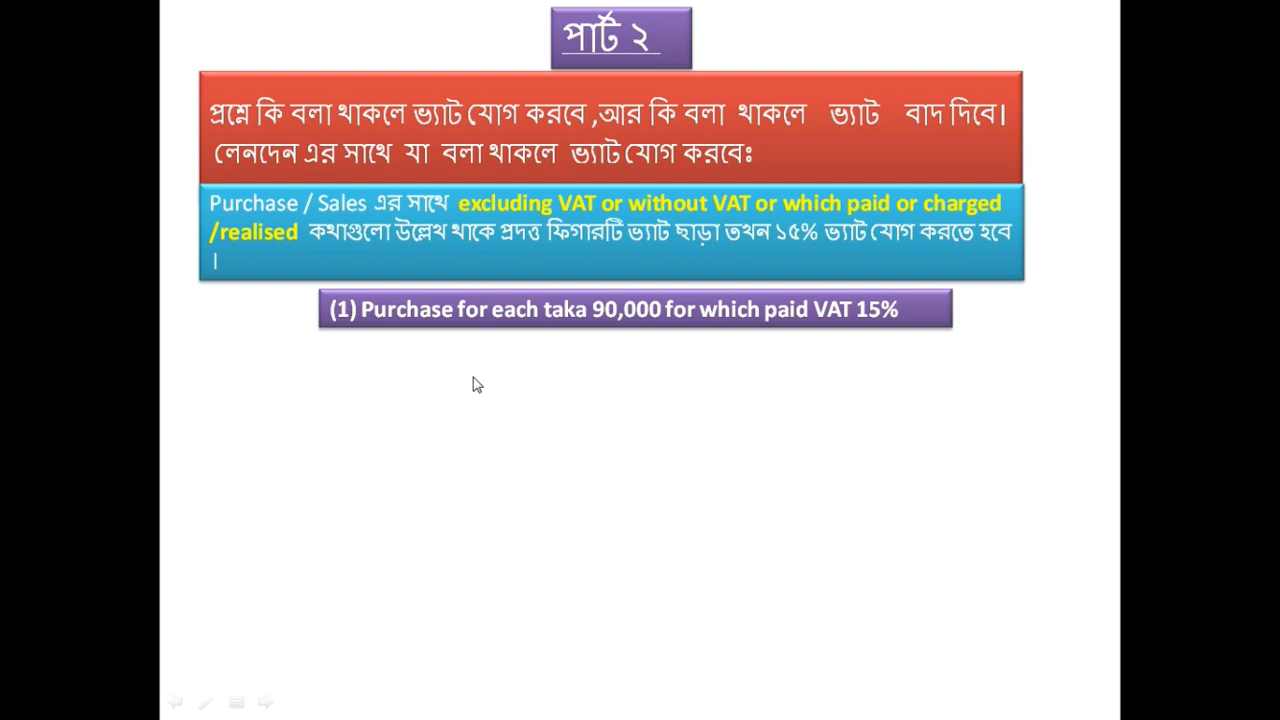 পার্ট ২
প্রশ্নে কি বলা থাকলে ভ্যাট যোগ করবে ,আর কি বলা থাকলে ভ্যাট বাদ দিবে।
লেনদেন এর সাথে যা বলা থাকলে ভ্যাট যোগ করবেঃ
Purchase / Sales এর সাথে excluding VAT or without VAT or which paid or charged
/realised কথাগুলো উল্লেখ থাকে প্রদত্ত ফিগারটি ভ্যাট ছাড়া তখন ১৫% ভ্যাট যোগ করতে হবে
।
(1) Purchase for each taka 90,000 for which paid VAT 15%